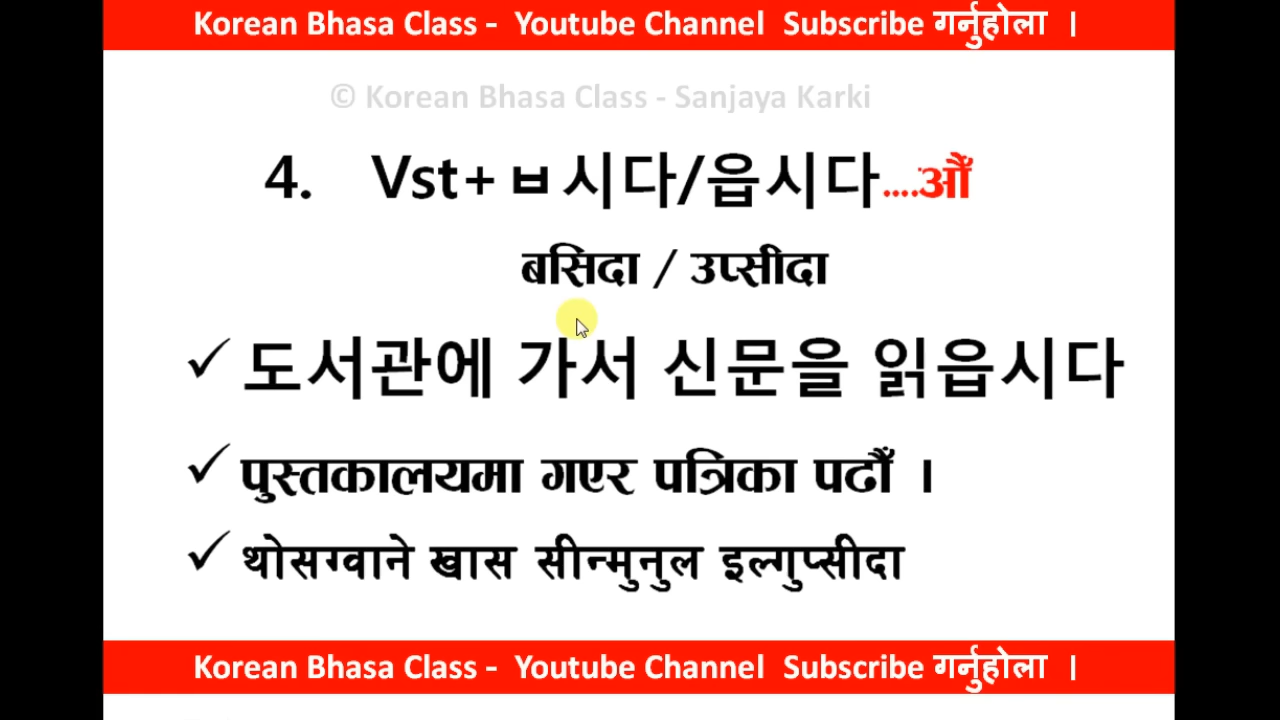 Korean Bhasa Class - Youtube Channel Subscribe गर्नुहोला ।
© Korean Bhasa Class - Sanjaya Karki
4. Vst+ㅂ시다/읍시다....औँ
बसिदा / उप्सीदा
✓ 도서관에 가서 신문을 읽읍시다
✓ पुस्तकालयमा गएर पत्रिका पढौँ ।
✓ थोसग्वाने खास सीन्मुनुल इल्गुप्सीदा
Korean Bhasa Class - Youtube Channel Subscribe गर्नुहोला ।